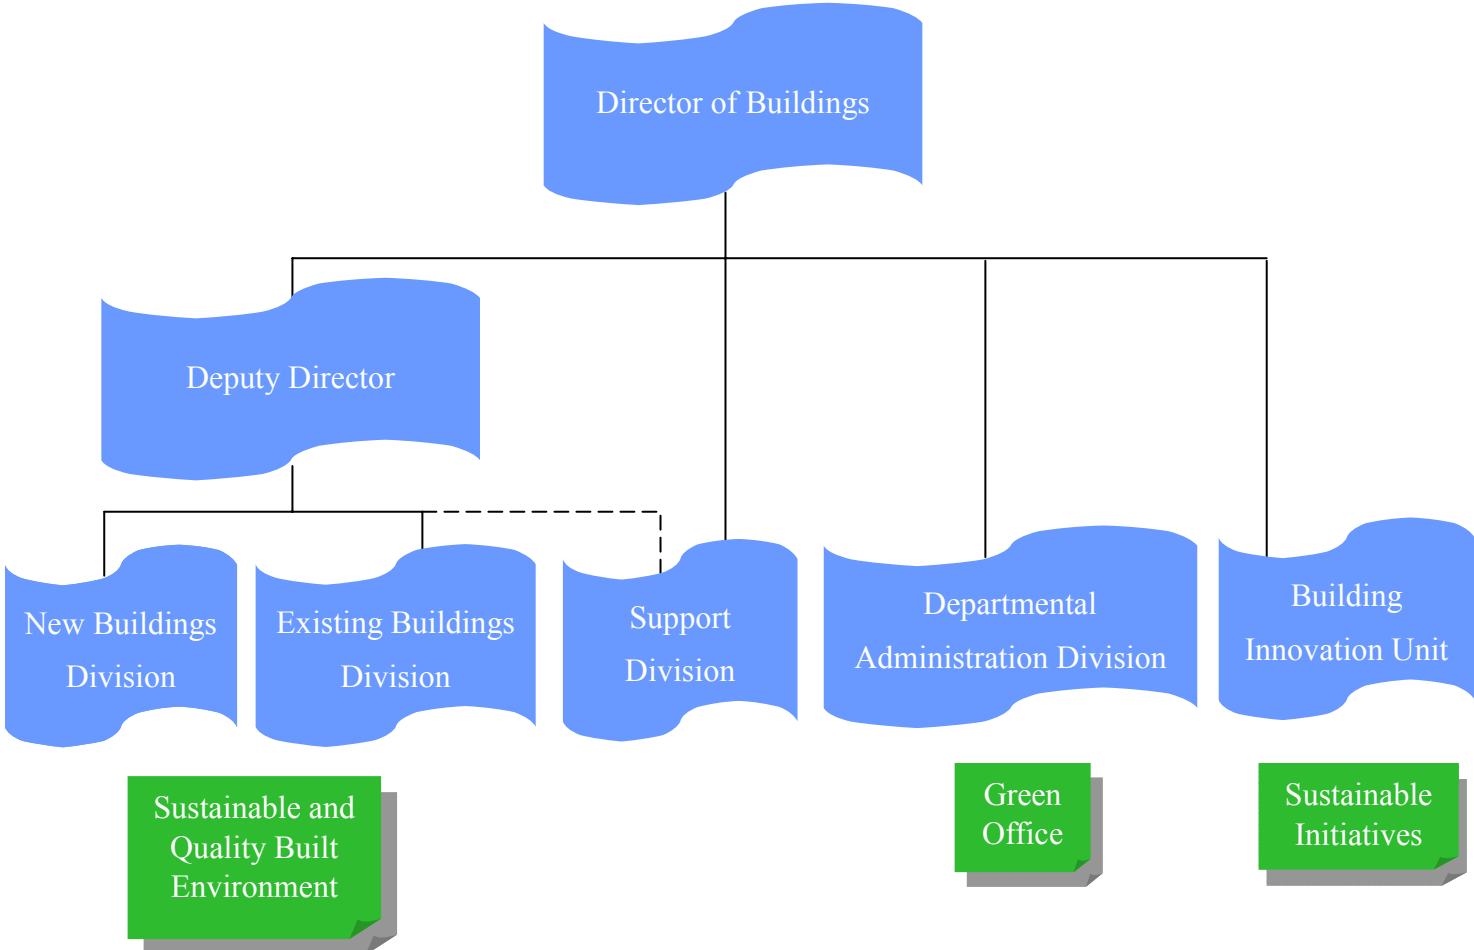 Director of Buildings
Deputy Director
New Buildings
Division
Existing Buildings
Division
Support
Division
Departmental
Administration Division
Building
Innovation Unit
Sustainable and
Quality Built
Environment
Green
Office
Sustainable
Initiatives